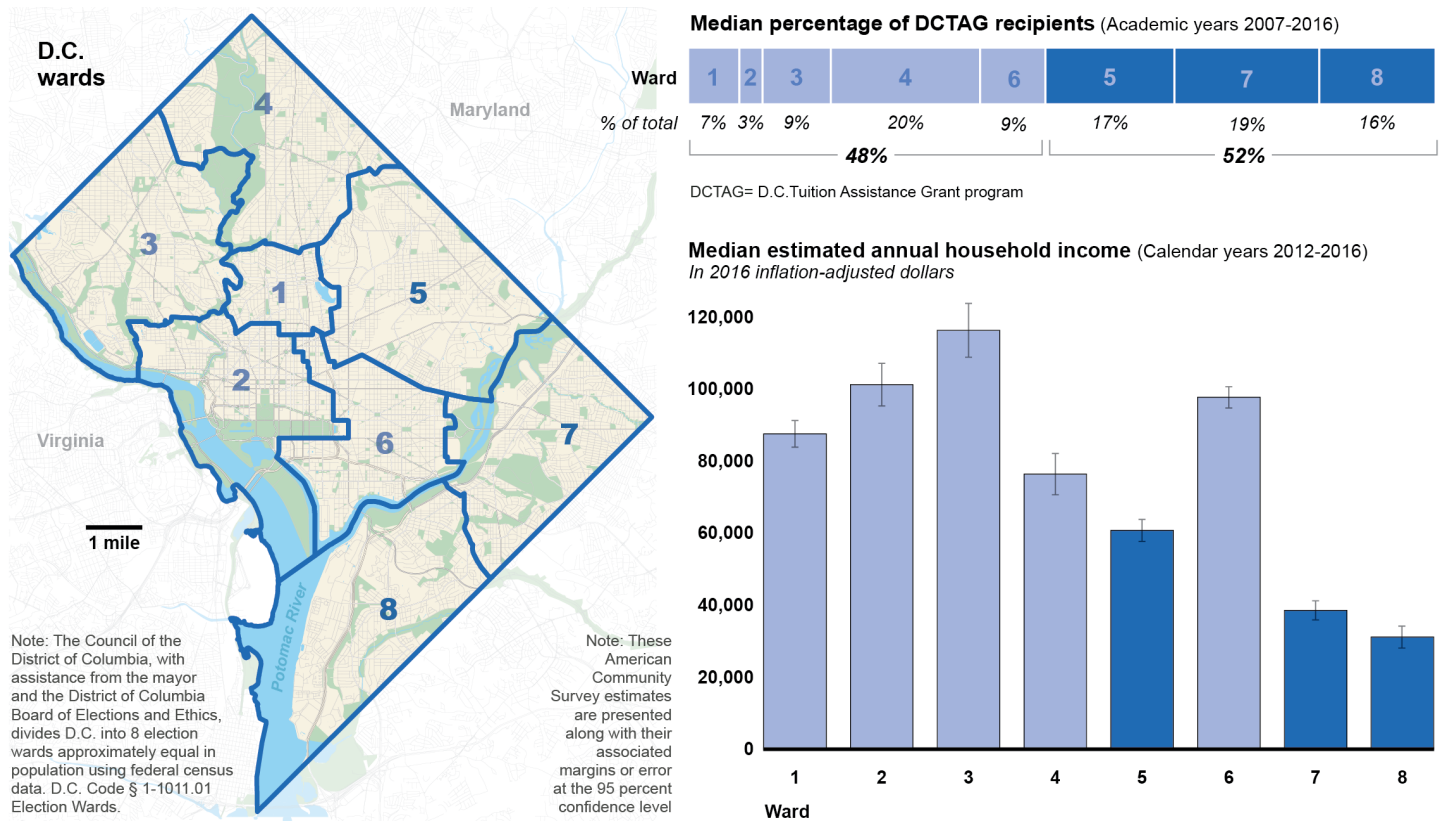 D.C.
wards
4
Maryland
3
1
5
2
Virginia
6
7
1 mile
8
Potomac River
Note: The Council of the
District of Columbia, with
assistance from the mayor
and the District of Columbia
Board of Elections and Ethics,
divides D.C. into 8 election
wards approximately equal in
population using federal census
data. D.C. Code § 1-1011.01
Election Wards.
Note: These
American
Community
Survey estimates
are presented
along with their
associated
margins or error
at the 95 percent
confidence level
Median percentage of DCTAG recipients (Academic years 2007-2016)
Ward 1 2 3 4 6 5 7 8
% of total 7% 3% 9% 20% 9% 17% 19% 16%
48% 52%
DCTAG= D.C.Tuition Assistance Grant program
Median estimated annual household income (Calendar years 2012-2016)
In 2016 inflation-adjusted dollars
120,000
100,000
80,000
60,000
40,000
20,000
0
1 2 3 4 5 6 7 8
Ward